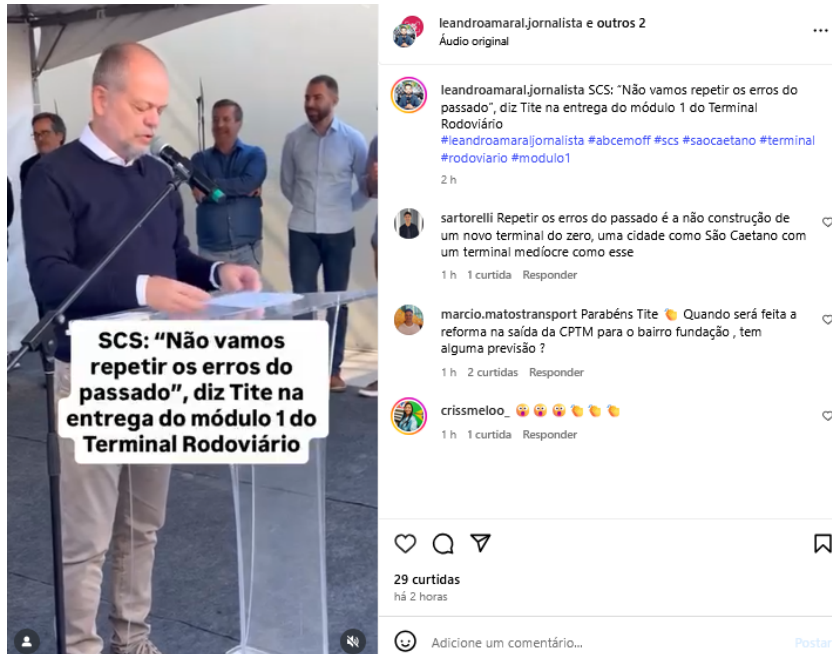 SCS: “Não vamos
repetir os erros do
passado”, diz Tite na
entrega do módulo 1 do
Terminal Rodoviário
leandroamaral.jornalista e outros 2
Áudio original
leandroamaral.jornalista SCS: “Não vamos repetir os erros do
passado”, diz Tite na entrega do módulo 1 do Terminal
Rodoviário
#leandroamaraljornalista #abcemoff #scs #saocaetano #terminal
#rodoviario #modulo1
2 h
sartorelli Repetir os erros do passado é a não construção de
um novo terminal do zero, uma cidade como São Caetano com
um terminal medíocre como esse
1 h 1 curtida Responder
marcio.matostransport Parabéns Tite 👏 Quando será feita a
reforma na saída da CPTM para o bairro fundação , tem
alguma previsão ?
1 h 2 curtidas Responder
crissmeloo_ 😮 😮 😮 👏 👏 👏
1 h 1 curtida Responder
29 curtidas
há 2 horas
Adicione um comentário...
Postar